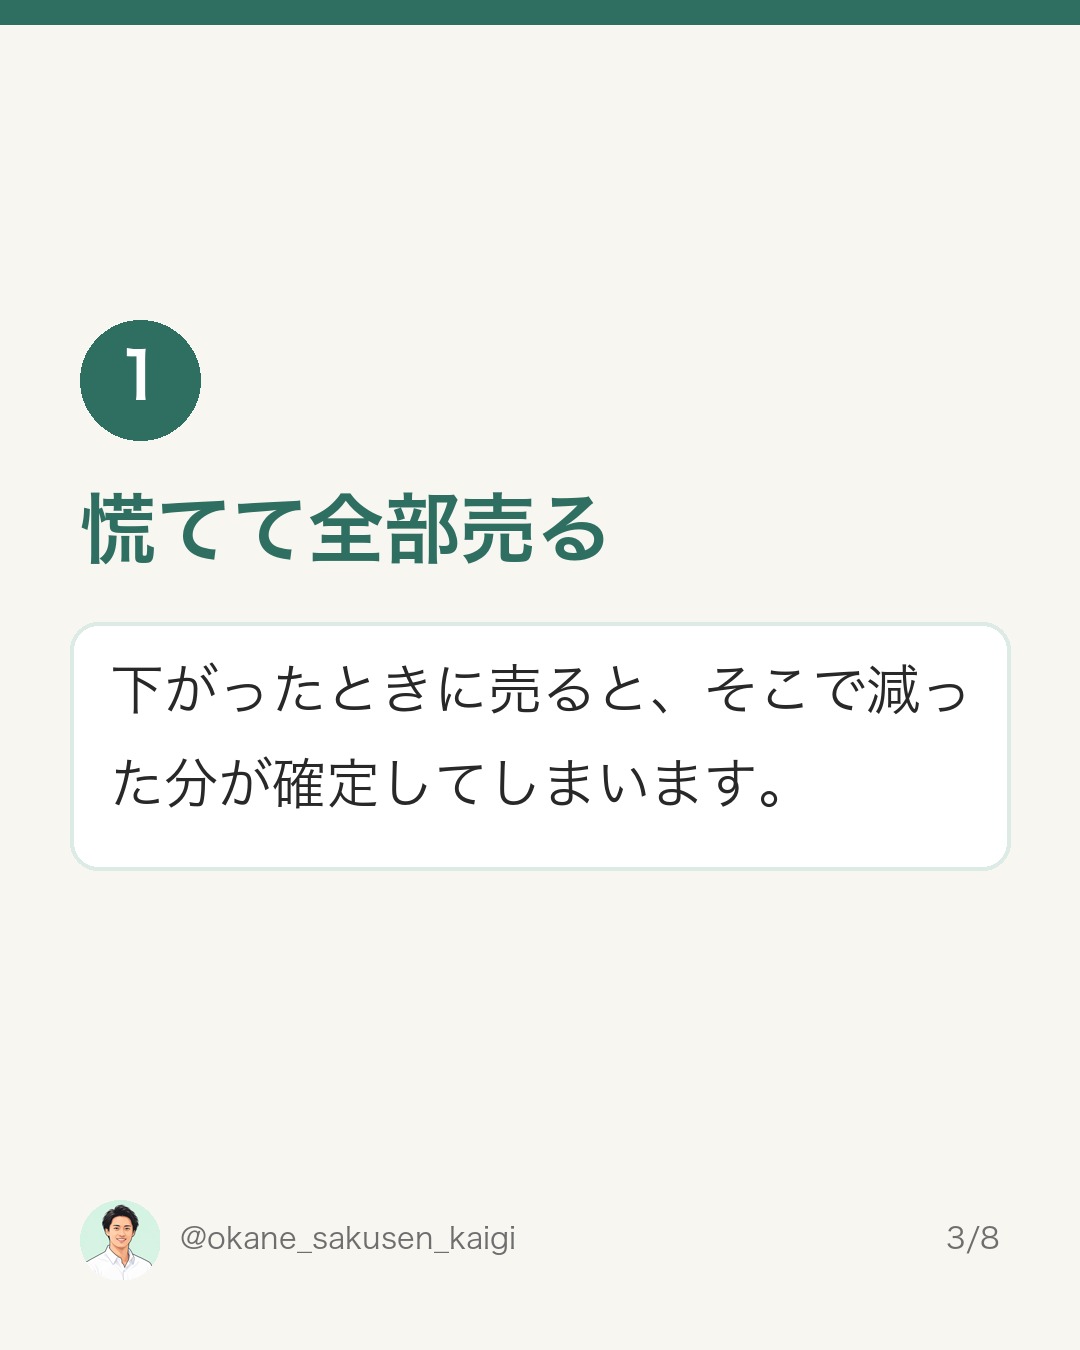 1
慌てて全部売る
下がったときに売ると、そこで減っ
た分が確定してしまいます。
@okane_sakusen_kaigi
3/8